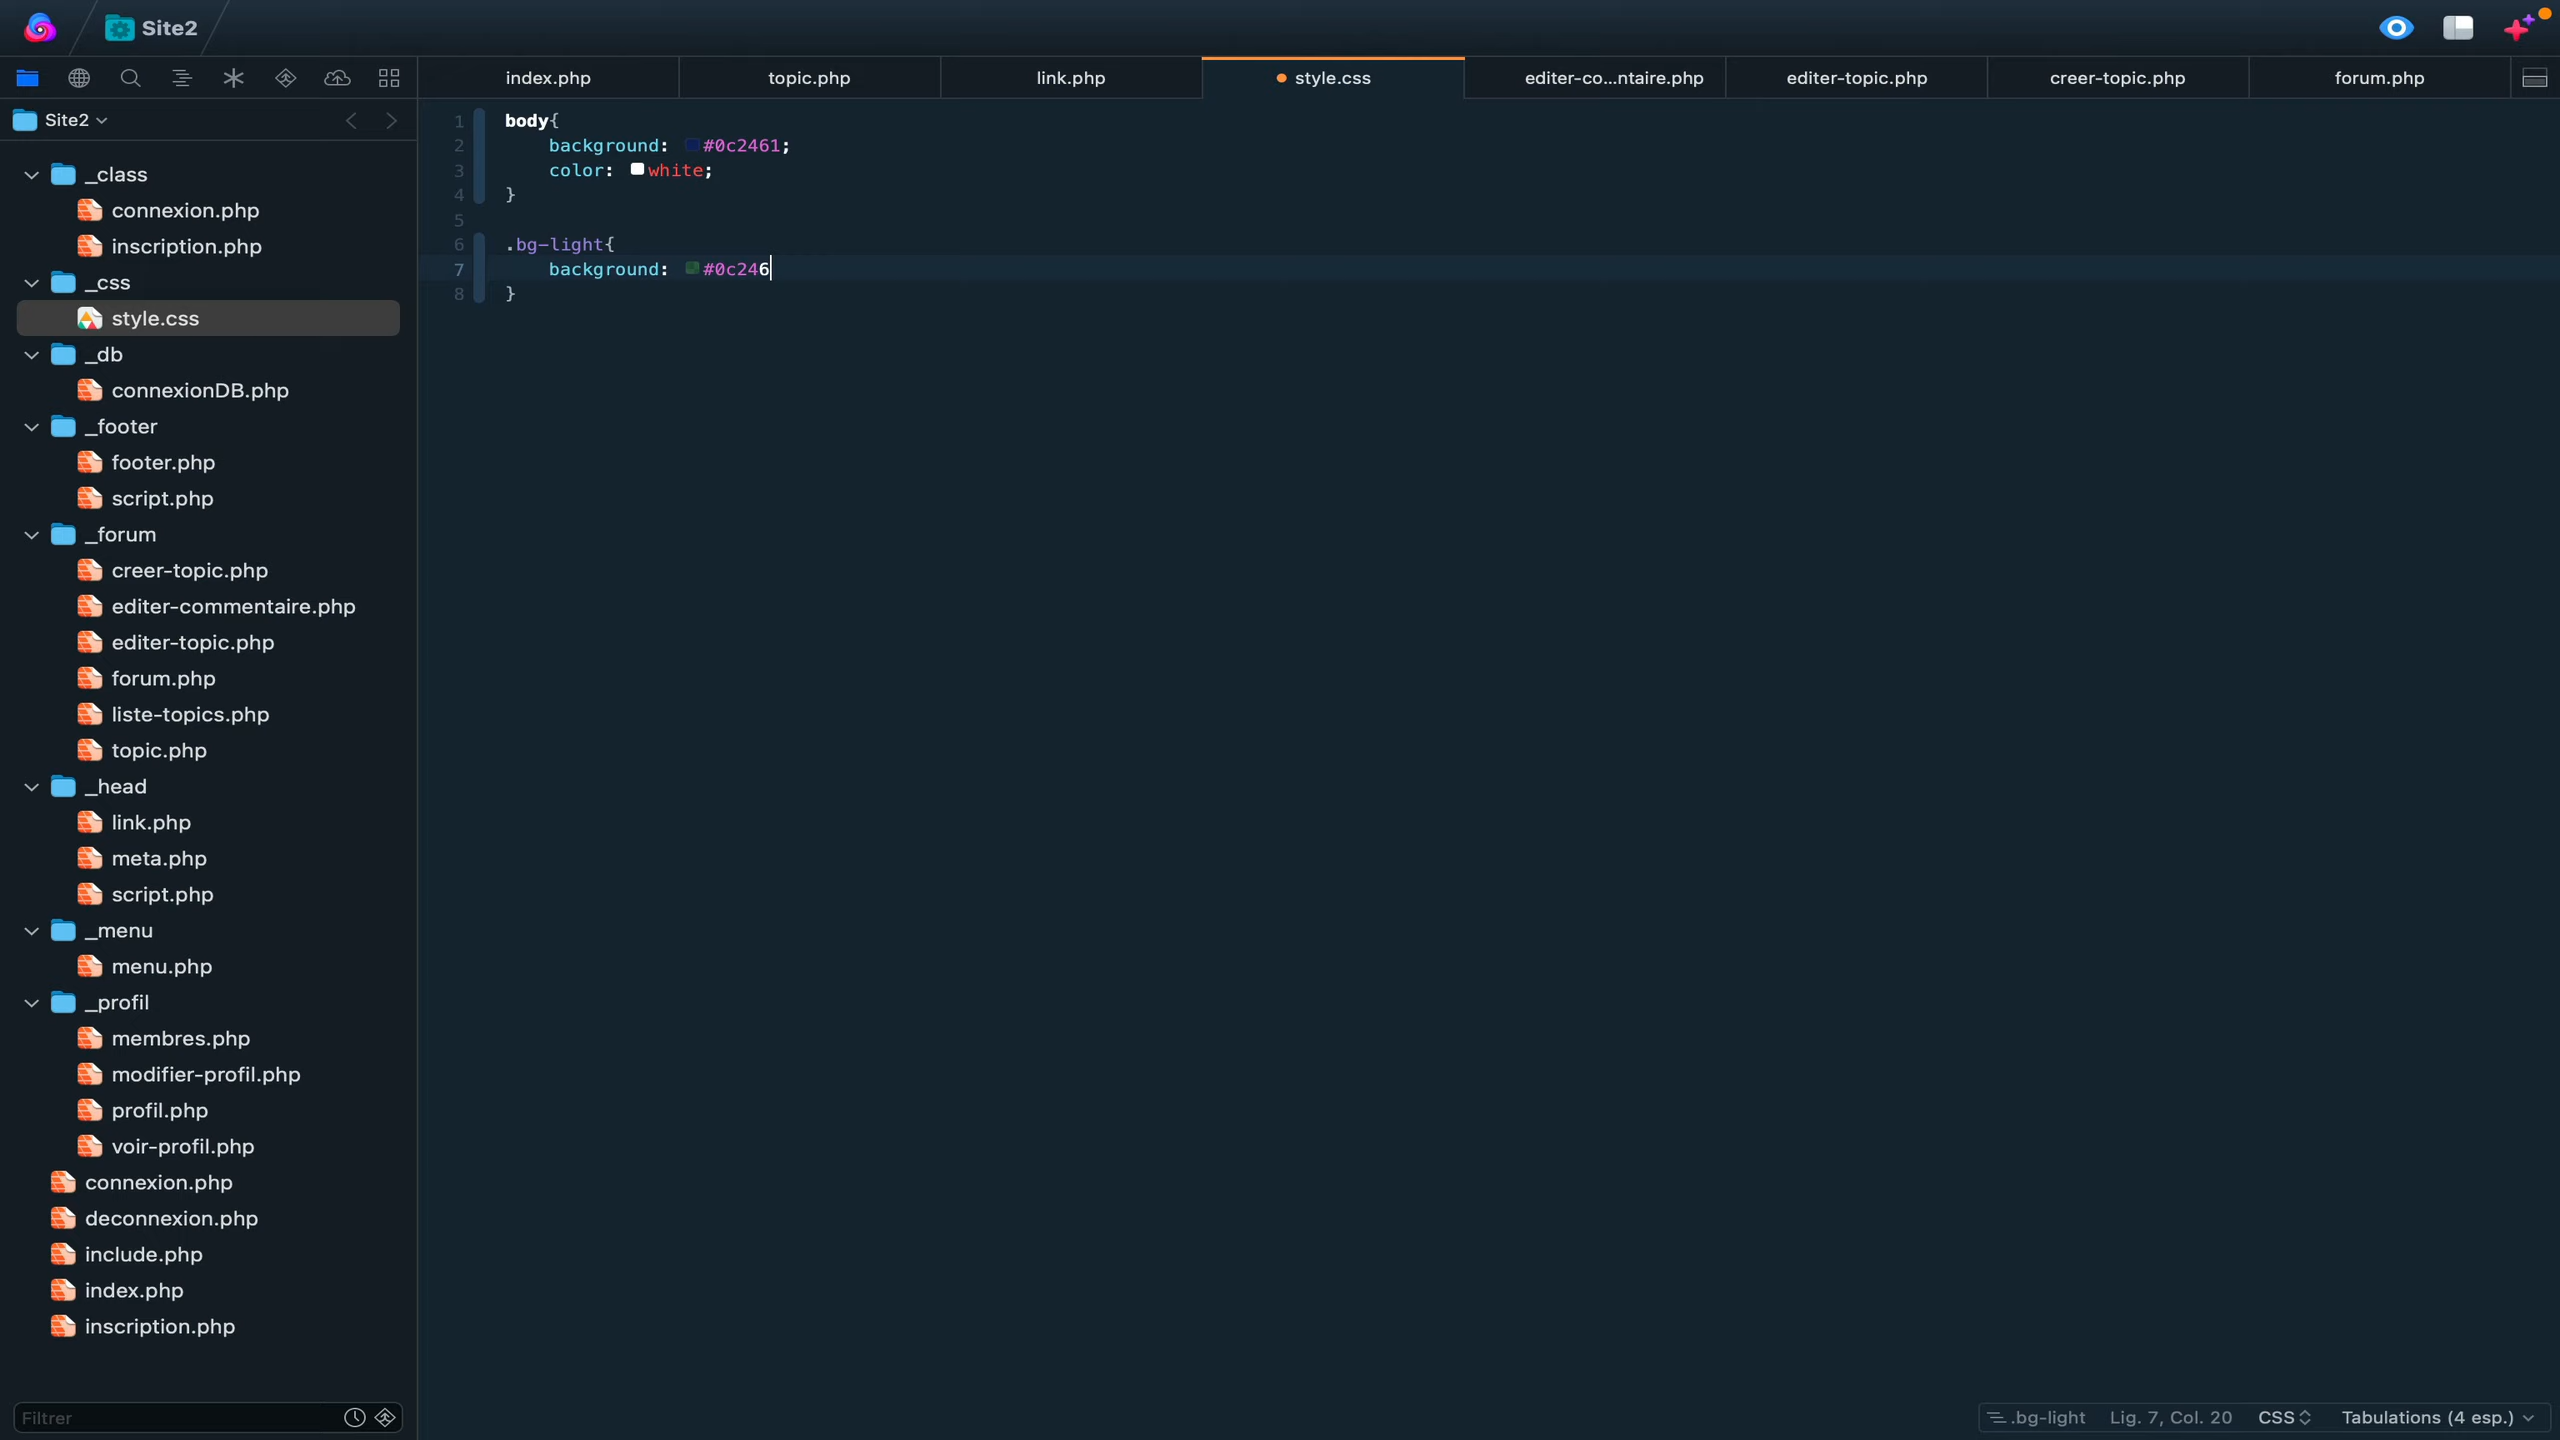 Site2
index.php
topic.php
link.php
style.css
editer-co...ntaire.php
editer-topic.php
creer-topic.php
forum.php
Site2
_class
connexion.php
inscription.php
_css
style.css
_db
connexionDB.php
_footer
footer.php
script.php
_forum
creer-topic.php
editer-commentaire.php
editer-topic.php
forum.php
liste-topics.php
topic.php
_head
link.php
meta.php
script.php
_menu
menu.php
_profil
membres.php
modifier-profil.php
profil.php
voir-profil.php
connexion.php
deconnexion.php
include.php
index.php
inscription.php
Filtrer
1 body{
2 background: #0c2461;
3 color: white;
4 }
5
6 .bg-light{
7 background: #0c246
8 }
.bg-light Lig. 7, Col. 20 CSS Tabulations (4 esp.)